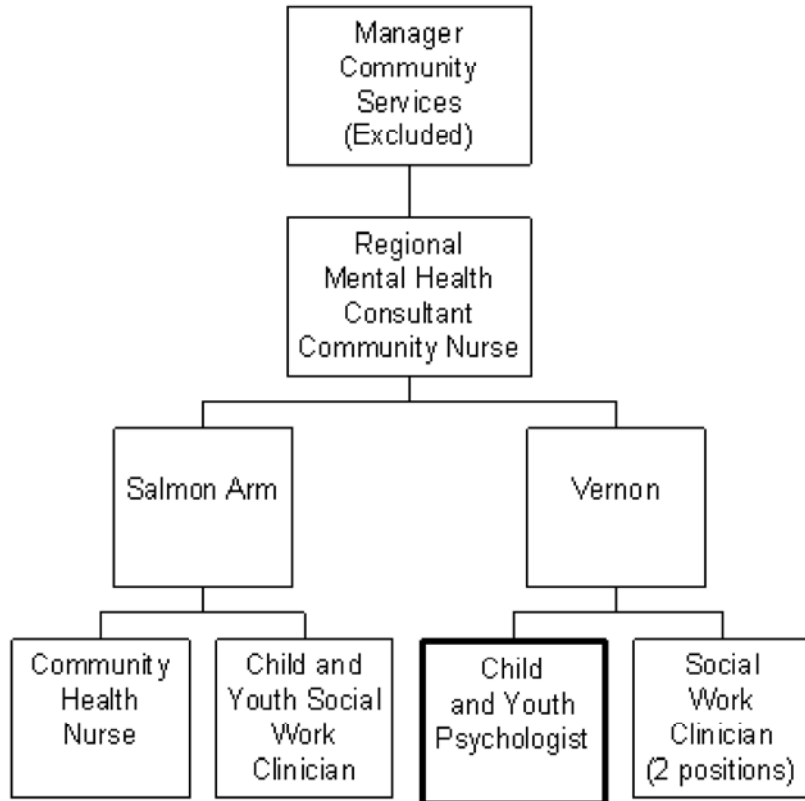 Manager
Community
Services
(Excluded)
Regional
Mental Health
Consultant
Community Nurse
Salmon Arm
Vernon
Community
Health
Nurse
Child and
Youth Social
Work
Clinician
Child
and Youth
Psychologist
Social
Work
Clinician
(2 positions)